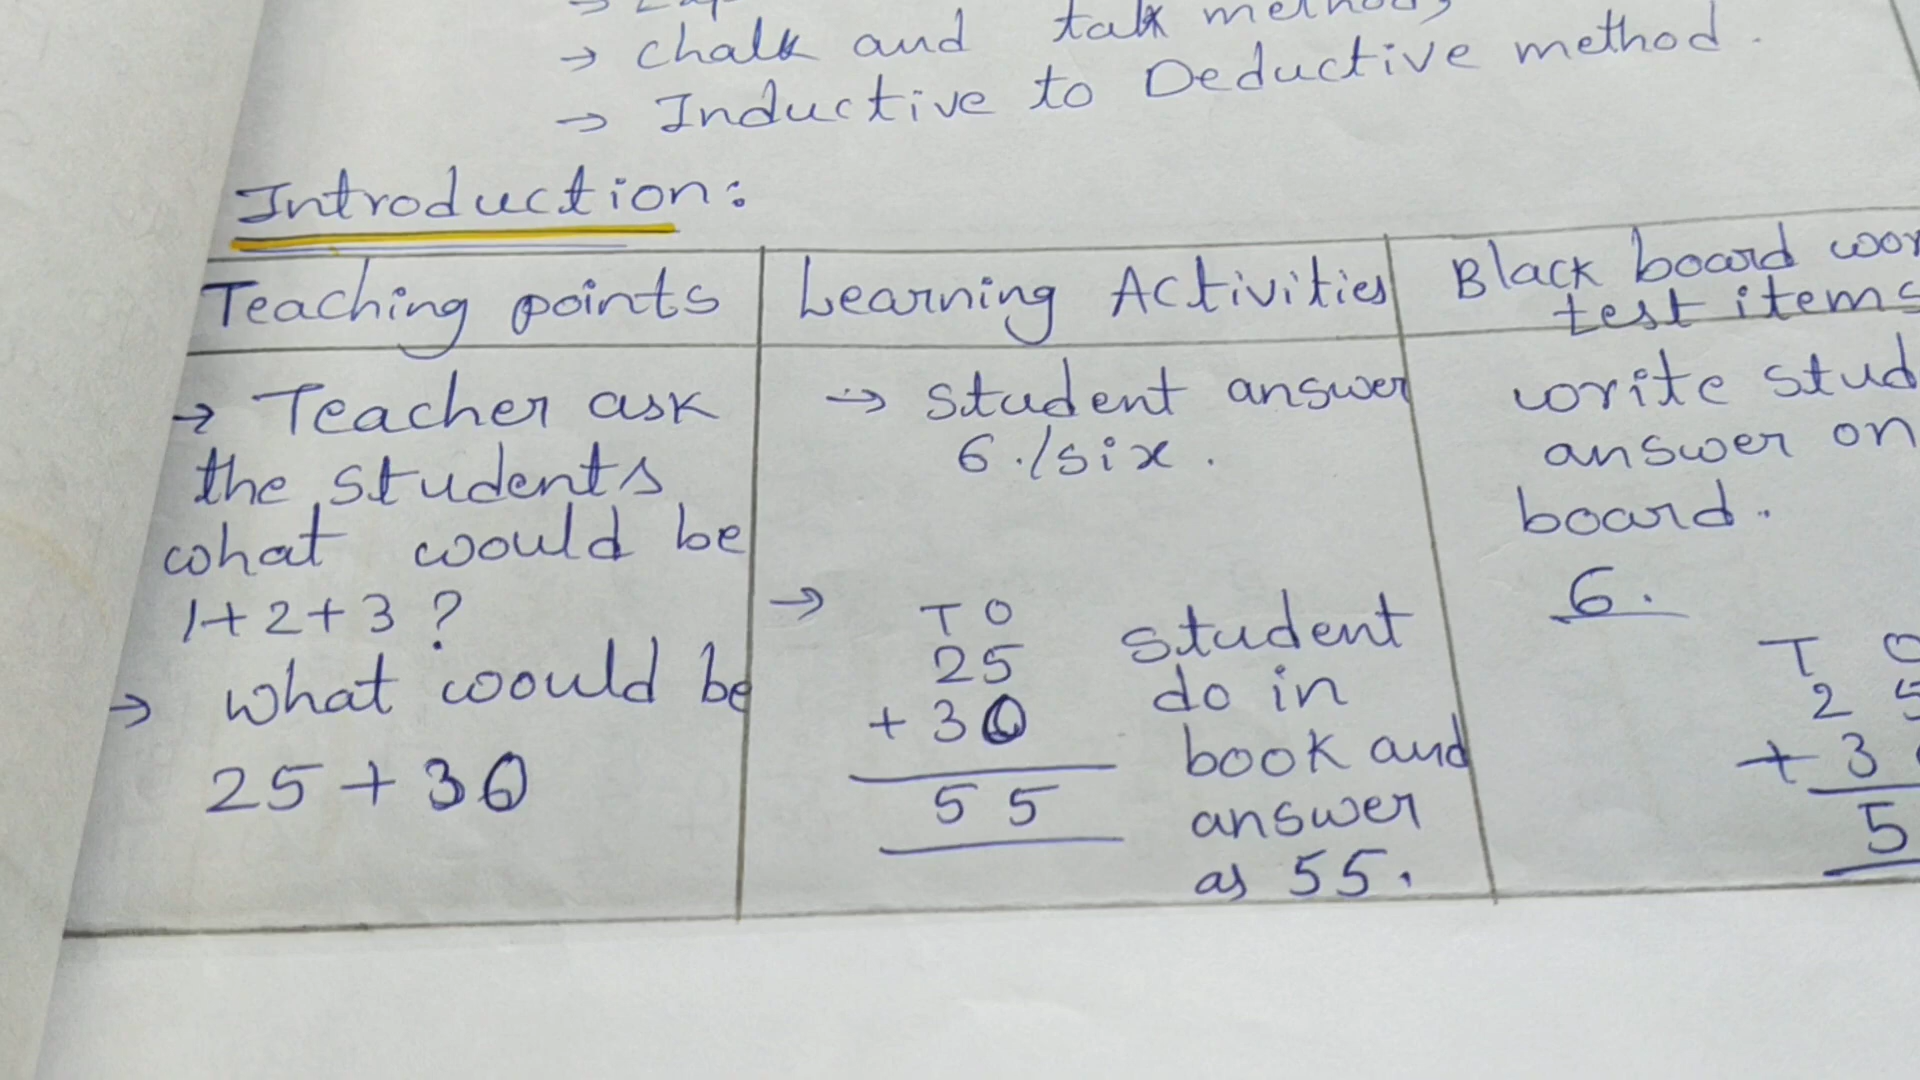 → chalk and talk method,
→ Inductive to Deductive method.
Introduction:
Teaching points
→ Teacher ask
the students
what would be
1+2+3 ?
→ what woould be
25 + 30
Learning Activities
→ student answer
6./six.
→ T O
25
+ 30
55
student
do in
book and
answer
as 55.
Black board
test items
write
answer on
board.
6.
T O
2 5
+ 3
5